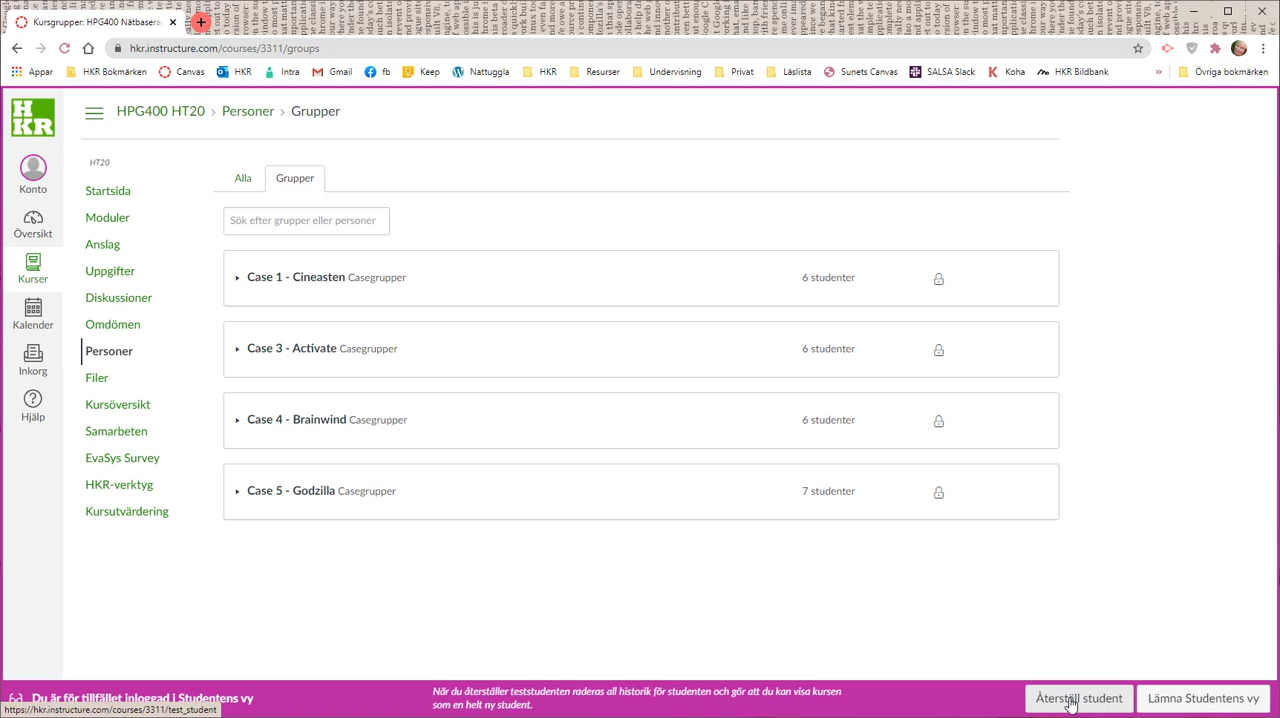 Kursgrupper: HPG400 Nätbasera
hkr.instructure.com/courses/3311/groups
Appar HKR Bokmärken Canvas HKR Intra Gmail fb Keep Nattuggla HKR Resurser Undervisning Privat Läslista Sunets Canvas SALSA Slack Koha HKR Bildbank » Övriga bokmärken
HKR
HPG400 HT20 › Personer › Grupper
HT20
Konto
Översikt
Kurser
Kalender
Inkorg
Hjälp
Startsida
Moduler
Anslag
Uppgifter
Diskussioner
Omdömen
Personer
Filer
Kursöversikt
Samarbeten
EvaSys Survey
HKR-verktyg
Kursutvärdering
Alla Grupper
Sök efter grupper eller personer
Case 1 - Cineasten Casegrupper 6 studenter
Case 3 - Activate Casegrupper 6 studenter
Case 4 - Brainwind Casegrupper 6 studenter
Case 5 - Godzilla Casegrupper 7 studenter
Du är för tillfället inloggad i Studentens vy
När du återställer teststudenten raderas all historik för studenten och gör att du kan visa kursen
som en helt ny student.
Återställ student Lämna Studentens vy
https://hkr.instructure.com/courses/3311/test_student